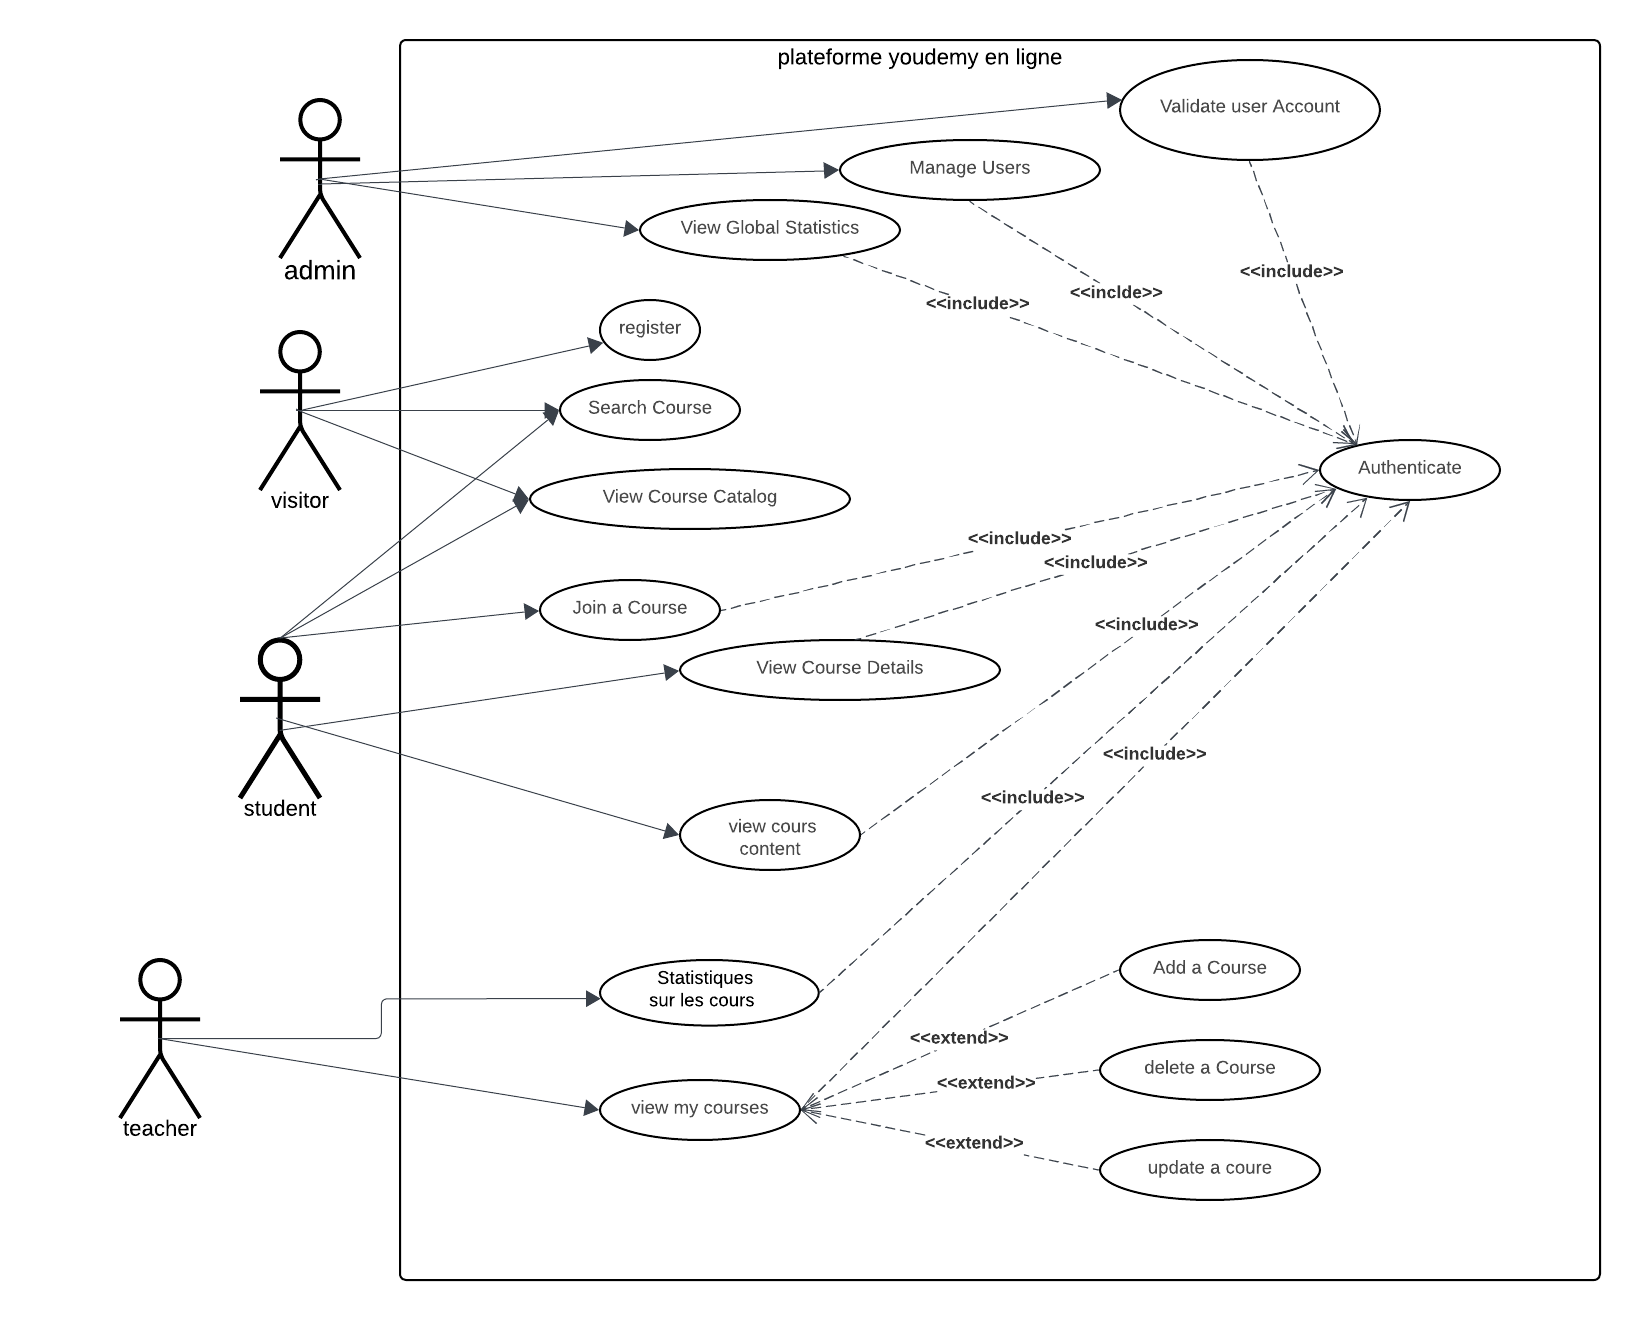 plateforme youdemy en ligne
Validate user Account
Manage Users
View Global Statistics
admin
<<include>>
<<inclde>>
<<include>>
register
Search Course
Authenticate
visitor
View Course Catalog
<<include>>
<<include>>
Join a Course
<<include>>
View Course Details
<<include>>
<<include>>
student
view cours
content
Add a Course
Statistiques
sur les cours
<<extend>>
delete a Course
<<extend>>
view my courses
teacher
<<extend>>
update a coure